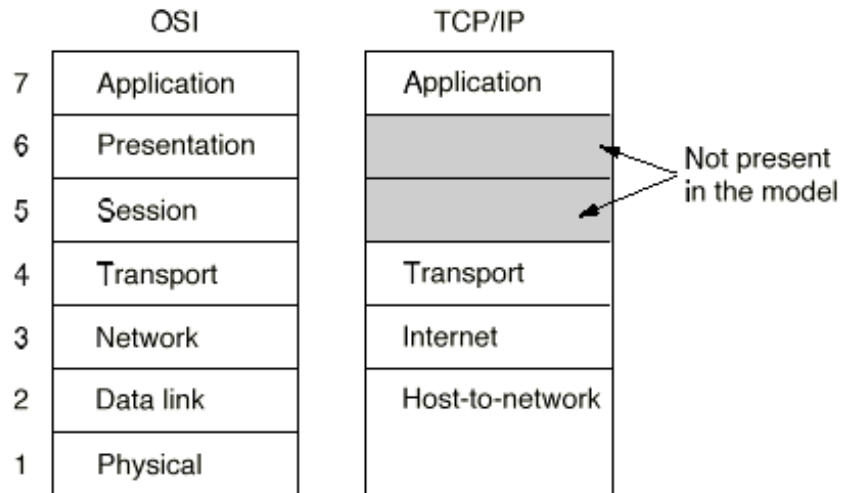 OSI TCP/IP
7 Application Application
6 Presentation
Not present
in the model
5 Session
4 Transport Transport
3 Network Internet
2 Data link Host-to-network
1 Physical